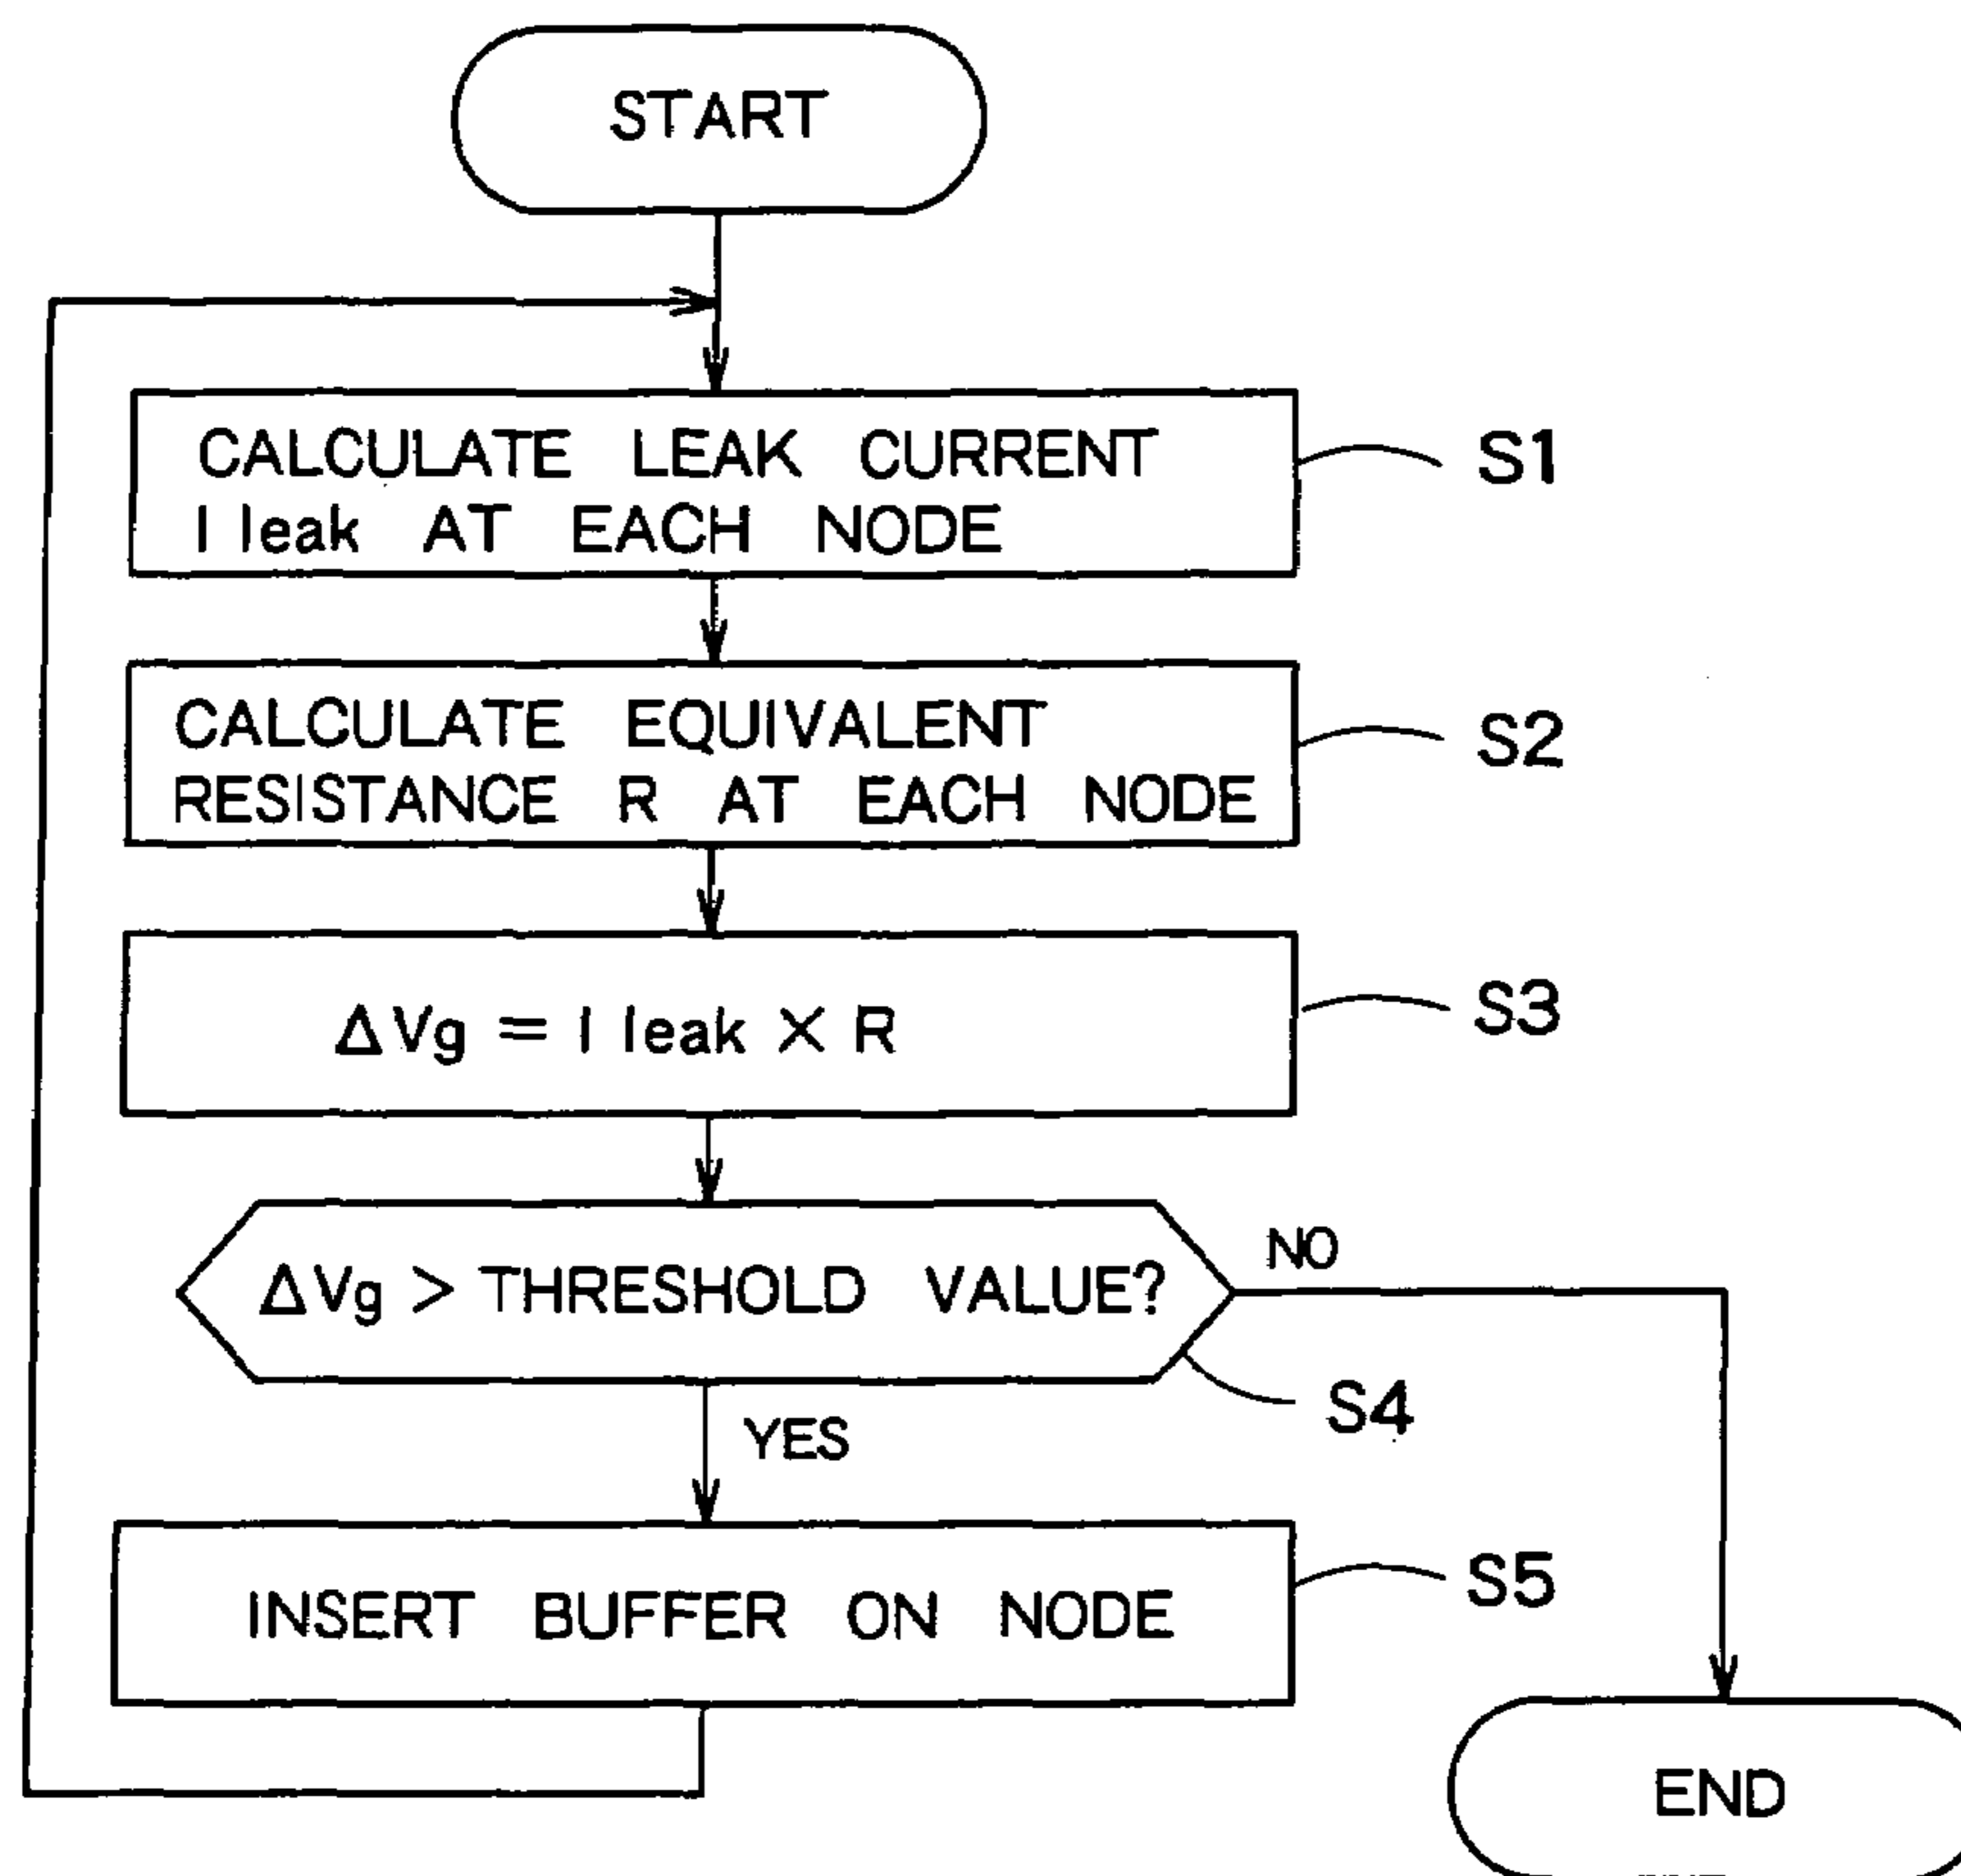 START
CALCULATE LEAK CURRENT
I leak AT EACH NODE
S1
CALCULATE EQUIVALENT
RESISTANCE R AT EACH NODE
S2
ΔVg = I leak × R
S3
ΔVg > THRESHOLD VALUE?
NO
S4
YES
INSERT BUFFER ON NODE
S5
END